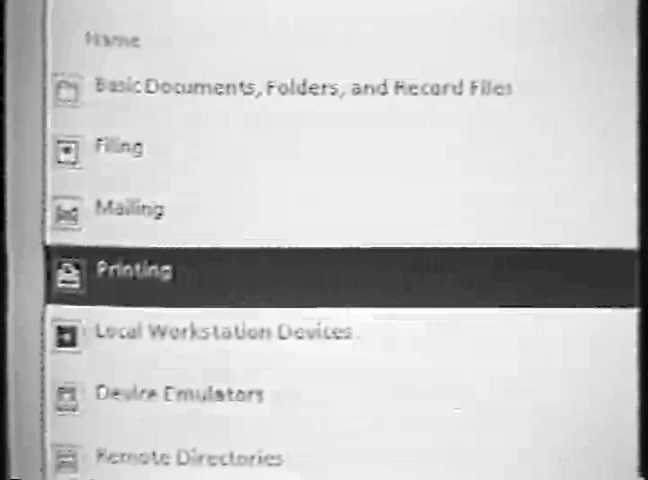 Name
Basic Documents, Folders, and Record Files
Filing
Mailing
Printing
Local Workstation Devices
Device Emulators
Remote Directories